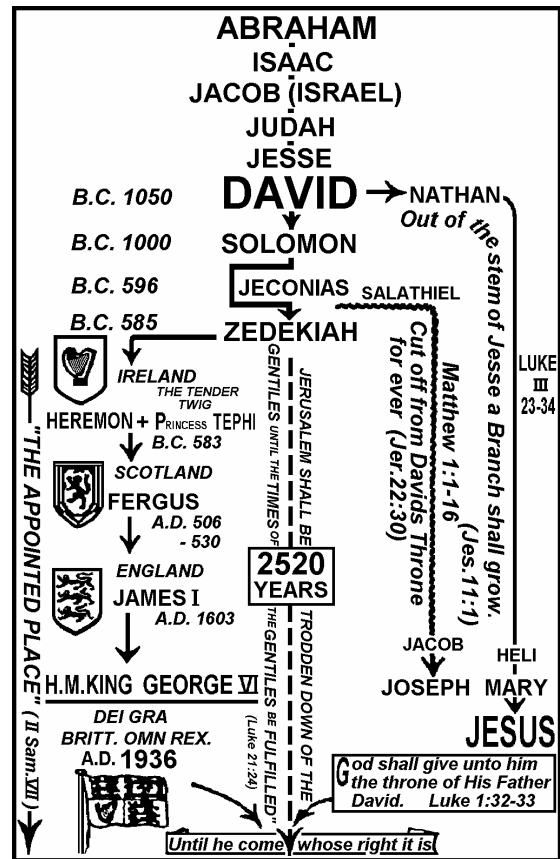 ABRAHAM
ISAAC
JACOB (ISRAEL)
JUDAH
JESSE
B.C. 1050
DAVID
NATHAN
Out of the stem of Jesse a Branch shall grow.
(Jes.11:1)
B.C. 1000
SOLOMON
B.C. 596
JECONIAS
SALATHIEL
B.C. 585
ZEDEKIAH
Matthew 1:1-16
Cut off from Davids Throne
for ever (Jer.22:30)
LUKE
III
23-34
IRELAND
THE TENDER
TWIG
HEREMON + PRINCESS TEPHI
B.C. 583
SCOTLAND
FERGUS
A.D. 506
- 530
ENGLAND
JAMES I
A.D. 1603
"THE APPOINTED PLACE" (II Sam.VII)
JERUSALEM SHALL BE
TRODDEN DOWN OF THE
GENTILES UNTIL THE TIMES OF
THE GENTILES BE FULFILLED"
(Luke 21:24)
2520
YEARS
JACOB
JOSEPH
HELI
MARY
JESUS
H.M.KING GEORGE VI
DEI GRA
BRITT. OMN REX.
A.D. 1936
God shall give unto him
the throne of His Father
David. Luke 1:32-33
Until he come whose right it is